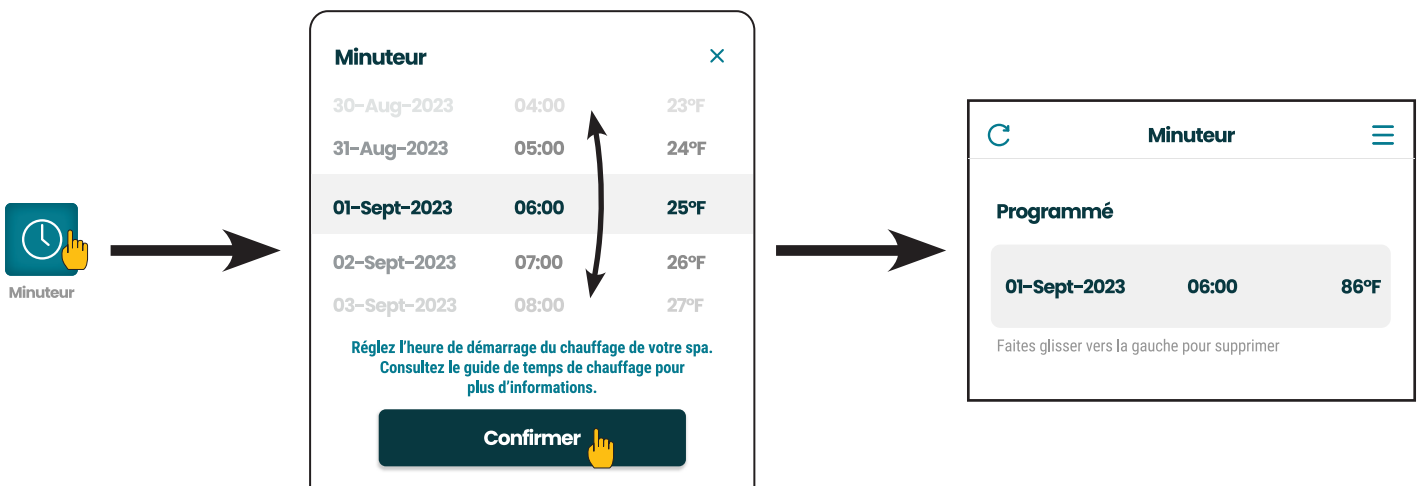 Minuteur
Minuteur
30-Aug-2023 04:00 23°F
31-Aug-2023 05:00 24°F
01-Sept-2023 06:00 25°F
02-Sept-2023 07:00 26°F
03-Sept-2023 08:00 27°F
Réglez l'heure de démarrage du chauffage de votre spa.
Consultez le guide de temps de chauffage pour
plus d'informations.
Confirmer
Minuteur
Programmé
01-Sept-2023 06:00 86°F
Faites glisser vers la gauche pour supprimer